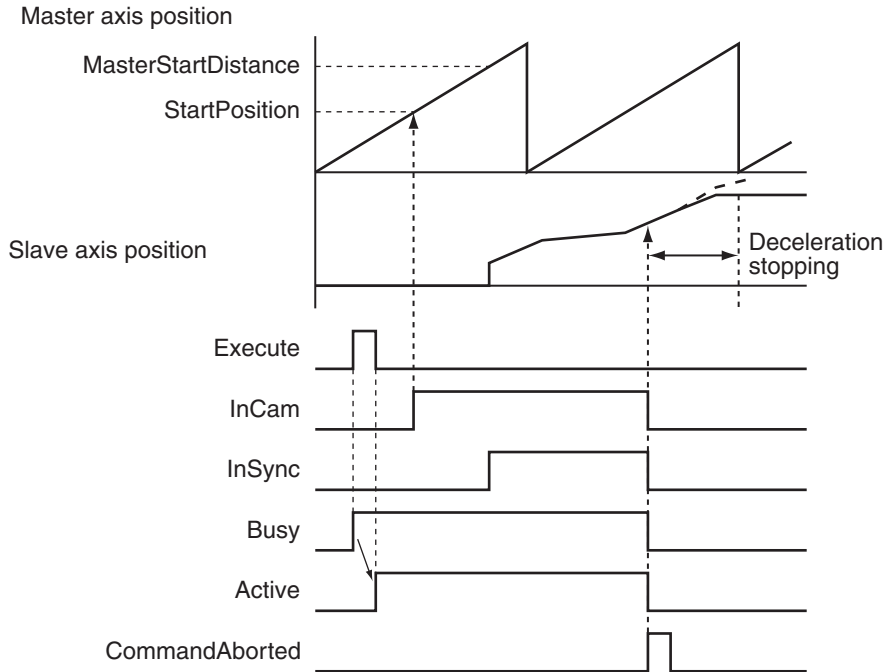 Master axis position
MasterStartDistance
StartPosition
Slave axis position
Deceleration
stopping
Execute
InCam
InSync
Busy
Active
CommandAborted